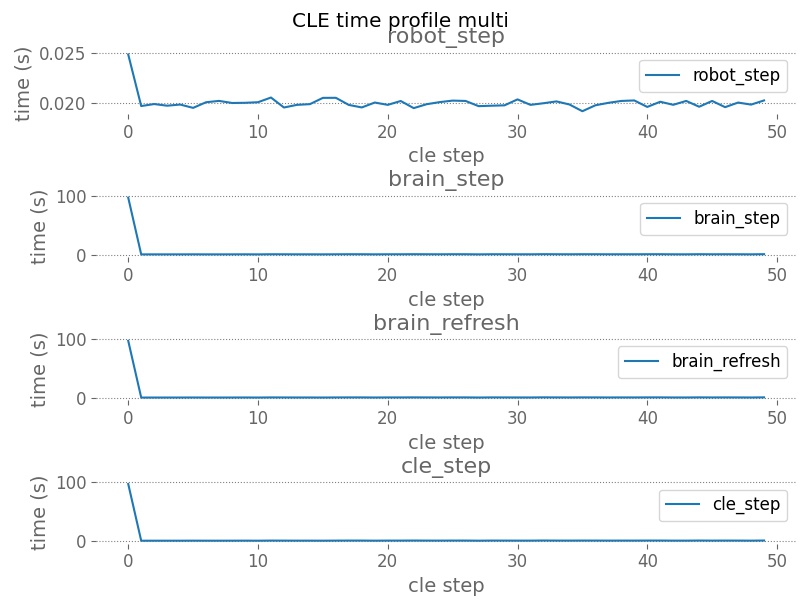 CLE time profile multi
robot_step
time (s)
0.025
0.020
robot_step
0 10 20 30 40 50
cle step
brain_step
time (s)
100
0
brain_step
0 10 20 30 40 50
cle step
brain_refresh
time (s)
100
0
brain_refresh
0 10 20 30 40 50
cle step
cle_step
time (s)
100
0
cle_step
0 10 20 30 40 50
cle step